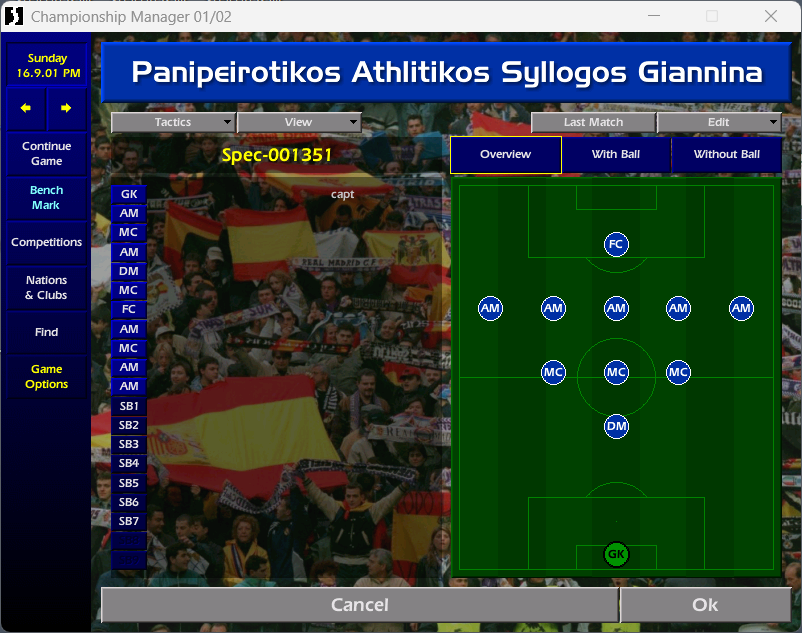 Championship Manager 01/02
Sunday
16.9.01 PM
Continue
Game
Bench
Mark
Competitions
Nations
& Clubs
Find
Game
Options
Panipeirotikos Athlitikos Syllogos Giannina
Tactics
View
Last Match
Edit
Spec-001351
Overview
With Ball
Without Ball
GK capt
AM
MC
AM
DM
MC
FC
AM
MC
AM
AM
SB1
SB2
SB3
SB4
SB5
SB6
SB7
FC
AM AM AM AM AM
MC MC MC
DM
GK
REAL MADRID C.F.
Cancel
Ok